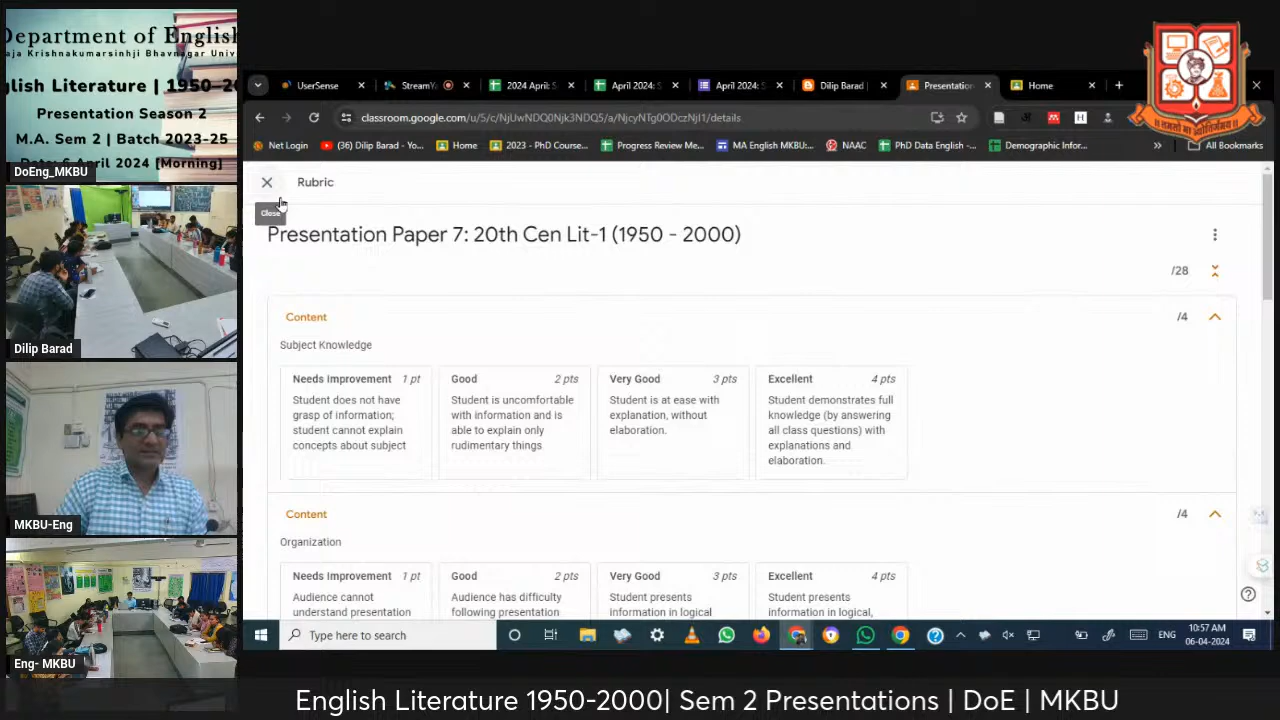 Department of English
aja Krishnakumarsinhji Bhavnagar Univ
glish Literature | 1950-20
Presentation Season 2
M.A. Sem 2 | Batch 2023-25
Date: 6 April 2024 [Morning]
DoEng_MKBU
Dilip Barad
MKBU-Eng
Eng- MKBU
UserSense
StreamY
2024 April: S
April 2024: S
April 2024: S
Dilip Barad |
Presentation
Home
classroom.google.com/u/5/c/NjUwNDQ0Njk3NDQ5/a/NjcyNTg0ODczNjI1/details
Net Login
(36) Dilip Barad - Yo...
Home
2023 - PhD Course...
Progress Review Me...
MA English MKBU:...
NAAC
PhD Data English -...
Demographic Infor...
»
All Bookmarks
Rubric
Close
Presentation Paper 7: 20th Cen Lit-1 (1950 - 2000)
/28
Content
/4
Subject Knowledge
Needs Improvement 1 pt
Student does not have
grasp of information;
student cannot explain
concepts about subject
Good 2 pts
Student is uncomfortable
with information and is
able to explain only
rudimentary things
Very Good 3 pts
Student is at ease with
explanation, without
elaboration.
Excellent 4 pts
Student demonstrates full
knowledge (by answering
all class questions) with
explanations and
elaboration.
Content
/4
Organization
Needs Improvement 1 pt
Audience cannot
understand presentation
Good 2 pts
Audience has difficulty
following presentation
Very Good 3 pts
Student presents
information in logical
Excellent 4 pts
Student presents
information in logical,
Type here to search
ENG
10:57 AM
06-04-2024
English Literature 1950-2000| Sem 2 Presentations | DoE | MKBU